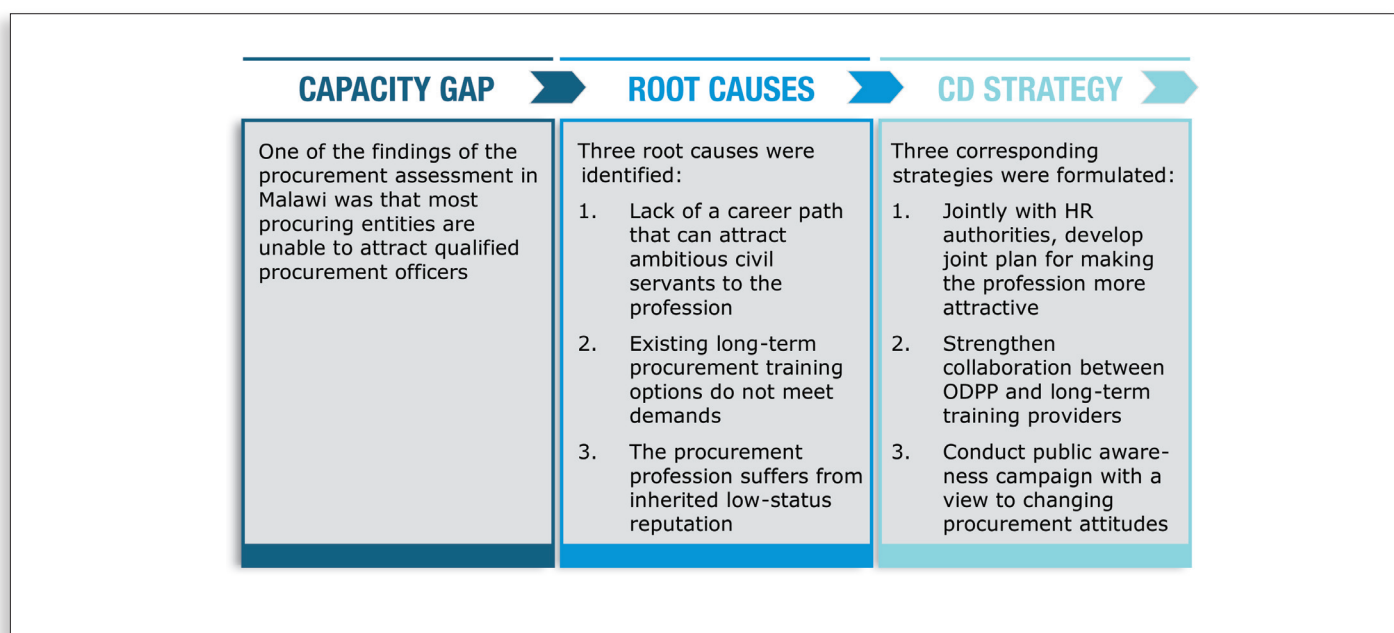 CAPACITY GAP
ROOT CAUSES
CD STRATEGY
One of the findings of the
procurement assessment in
Malawi was that most
procuring entities are
unable to attract qualified
procurement officers
Three root causes were
identified:
1. Lack of a career path
that can attract
ambitious civil
servants to the
profession
2. Existing long-term
procurement training
options do not meet
demands
3. The procurement
profession suffers from
inherited low-status
reputation
Three corresponding
strategies were formulated:
1. Jointly with HR
authorities, develop
joint plan for making
the profession more
attractive
2. Strengthen
collaboration between
ODPP and long-term
training providers
3. Conduct public aware-
ness campaign with a
view to changing
procurement attitudes